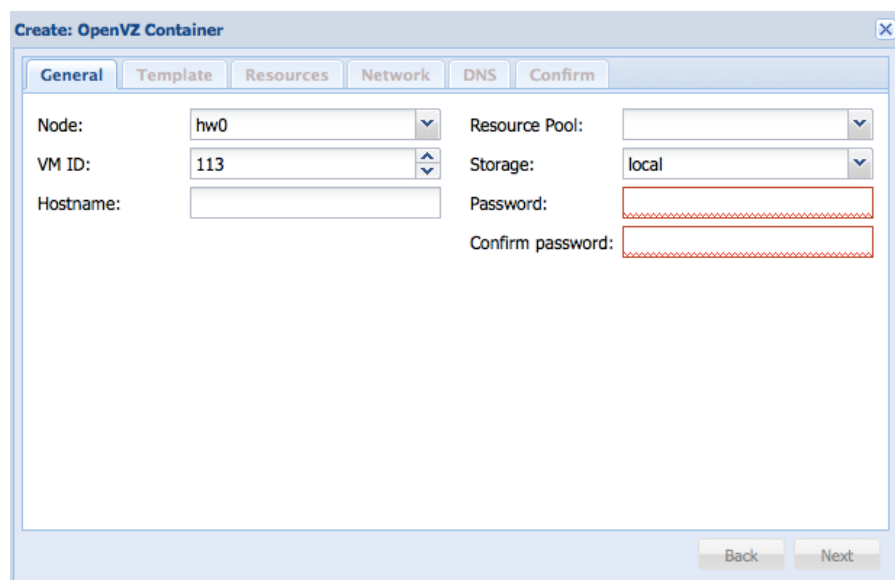 Create: OpenVZ Container
General Template Resources Network DNS Confirm
Node: hw0 Resource Pool:
VM ID: 113 Storage: local
Hostname: Password:
Confirm password:
Back Next